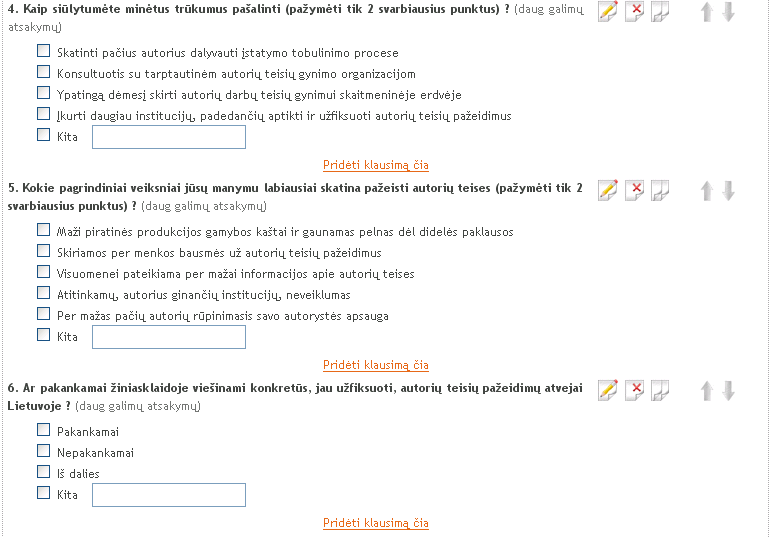 4. Kaip siūlytumėte minėtus trūkumus pašalinti (pažymėti tik 2 svarbiausius punktus) ? (daug galimų
atsakymų)
Skatinti pačius autorius dalyvauti įstatymo tobulinimo procese
Konsultuotis su tarptautinėm autorių teisių gynimo organizacijom
Ypatingą dėmesį skirti autorių darbų teisių gynimui skaitmeninėje erdvėje
Įkurti daugiau institucijų, padedančių aptikti ir užfiksuoti autorių teisių pažeidimus
Kita
Pridėti klausimą čia
5. Kokie pagrindiniai veiksniai jūsų manymu labiausiai skatina pažeisti autorių teises (pažymėti tik 2
svarbiausius punktus) ? (daug galimų atsakymų)
Maži piratinės produkcijos gamybos kaštai ir gaunamas pelnas dėl didelės paklausos
Skiriamos per menkos bausmės už autorių teisių pažeidimus
Visuomenei pateikiama per mažai informacijos apie autorių teises
Atitinkamų, autorius ginančių institucijų, neveiklumas
Per mažas pačių autorių rūpinimasis savo autorystės apsauga
Kita
Pridėti klausimą čia
6. Ar pakankamai žiniasklaidoje viešinami konkretūs, jau užfiksuoti, autorių teisių pažeidimų atvejai
Lietuvoje ? (daug galimų atsakymų)
Pakankamai
Nepakankamai
Iš dalies
Kita
Pridėti klausimą čia